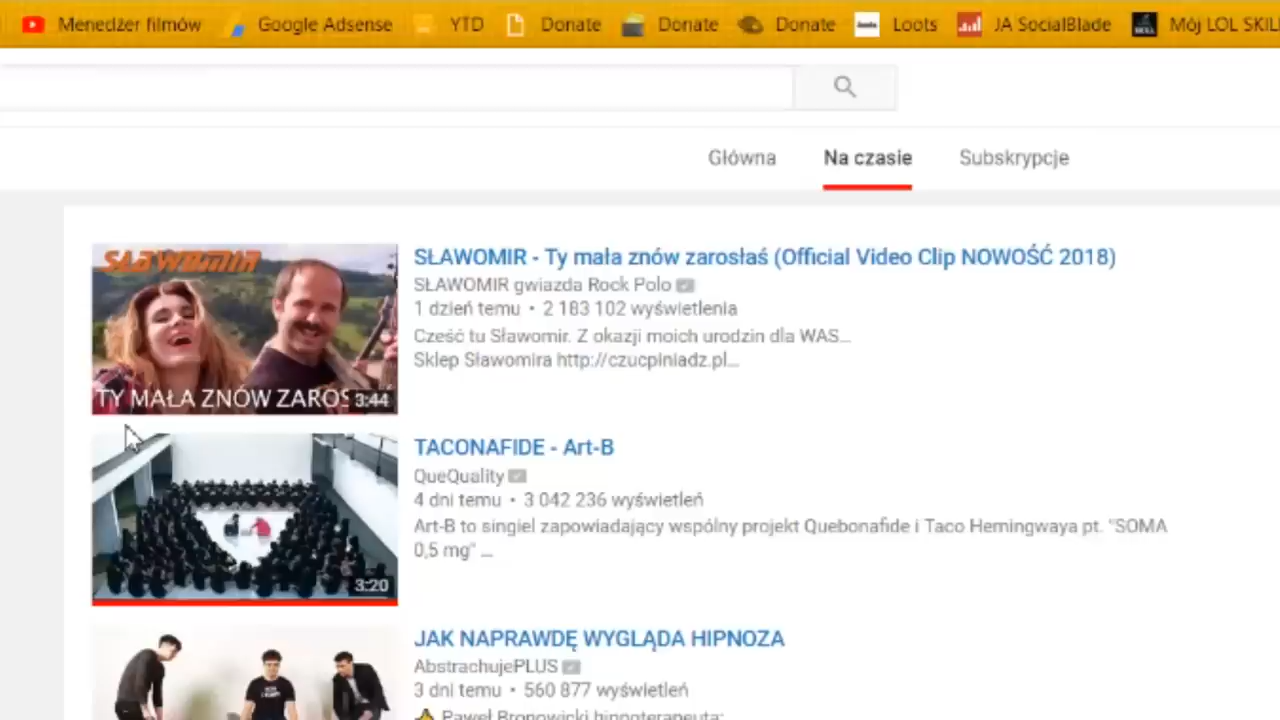 Menedżer filmów Google Adsense YTD Donate Donate Donate Loots JA SocialBlade Mój LOL SKIL
Główna Na czasie Subskrypcje
SŁAWOMIR
TY MAŁA ZNÓW ZAROS
3:44
SŁAWOMIR - Ty mała znów zarosłaś (Official Video Clip NOWOŚĆ 2018)
SŁAWOMIR gwiazda Rock Polo
1 dzień temu • 2 183 102 wyświetlenia
Cześć tu Sławomir. Z okazji moich urodzin dla WAS...
Sklep Sławomira http://czucpiniadz.pl...
3:20
TACONAFIDE - Art-B
QueQuality
4 dni temu • 3 042 236 wyświetleń
Art-B to singiel zapowiadający wspólny projekt Quebonafide i Taco Hemingwaya pt. "SOMA
0,5 mg" ...
JAK NAPRAWDĘ WYGLĄDA HIPNOZA
AbstrachujePLUS
3 dni temu • 560 877 wyświetleń
Paweł Bronowicki hipnoterapeuta: